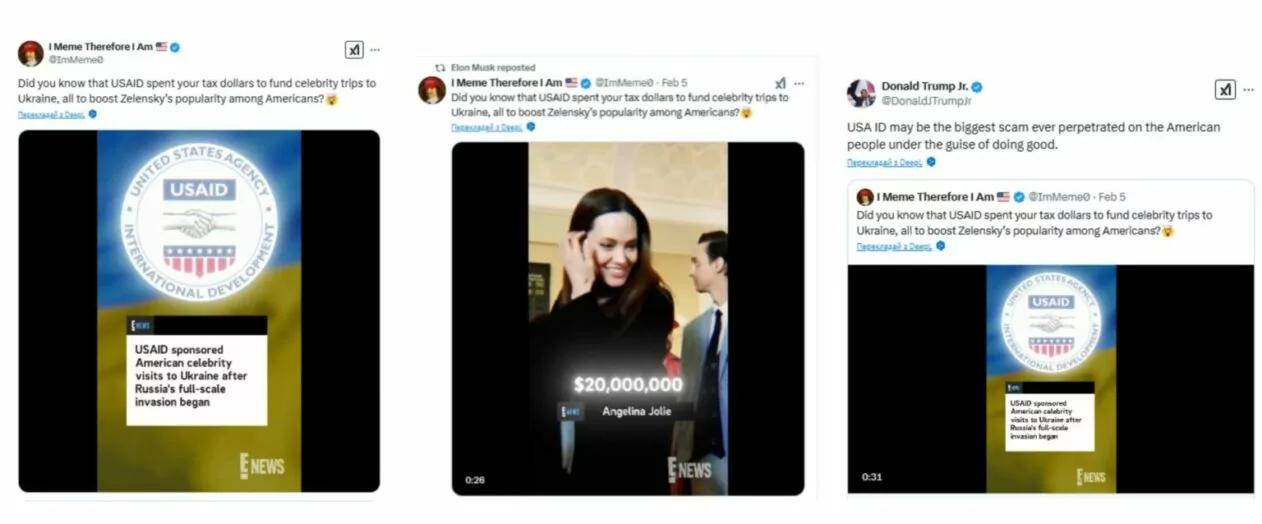 I Meme Therefore I Am
@ImMeme0
Did you know that USAID spent your tax dollars to fund celebrity trips to
Ukraine, all to boost Zelensky's popularity among Americans?🤯
Перекладай з DeepL
UNITED STATES AGENCY
USAID
INTERNATIONAL DEVELOPMENT
E NEWS
USAID sponsored
American celebrity
visits to Ukraine after
Russia's full-scale
invasion began
E NEWS
Elon Musk reposted
I Meme Therefore I Am @ImMeme0 · Feb 5
Did you know that USAID spent your tax dollars to fund celebrity trips to
Ukraine, all to boost Zelensky's popularity among Americans?🤯
Перекладай з DeepL
$20,000,000
E NEWS Angelina Jolie
E NEWS
0:26
Donald Trump Jr.
@DonaldJTrumpJr
USA ID may be the biggest scam ever perpetrated on the American
people under the guise of doing good.
Перекладай з DeepL
I Meme Therefore I Am @ImMeme0 · Feb 5
Did you know that USAID spent your tax dollars to fund celebrity trips to
Ukraine, all to boost Zelensky's popularity among Americans?🤯
Перекладай з DeepL
UNITED STATES AGENCY
USAID
INTERNATIONAL DEVELOPMENT
E NEWS
USAID sponsored
American celebrity
visits to Ukraine after
Russia's full-scale
invasion began
E NEWS
0:31